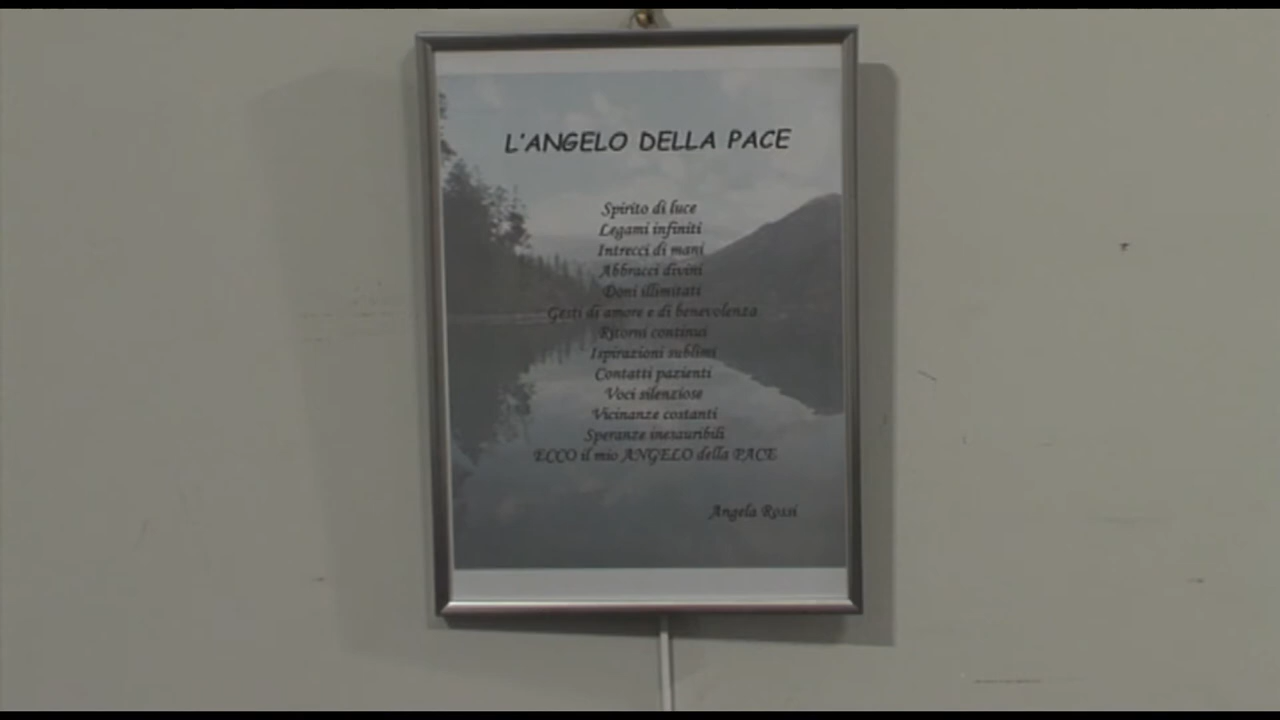 L'ANGELO DELLA PACE
Spirito di luce
Legami infiniti
Intrecci di mani
Abbracci divini
Doni illimitati
Gesti di amore e di benevolenza
Ritorni continui
Ispirazioni sublimi
Contatti pazienti
Voci silenziose
Vicinanze costanti
Speranze inesauribili
ECCO il mio ANGELO della PACE
Angela Rossi